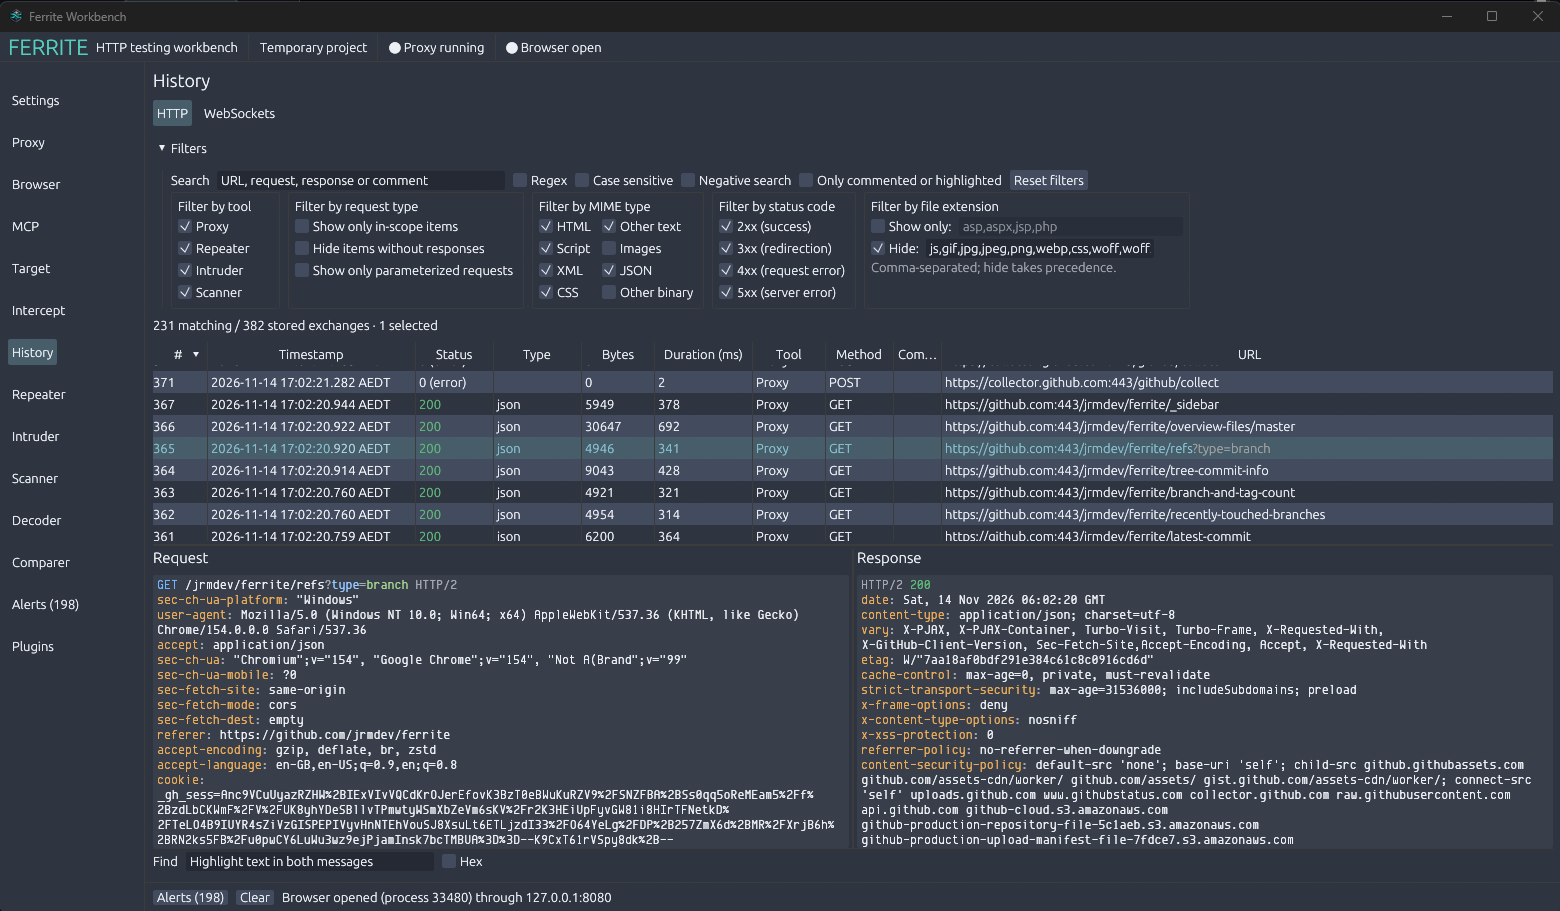 Ferrite Workbench
FERRITE HTTP testing workbench Temporary project Proxy running Browser open
Settings
Proxy
Browser
MCP
Target
Intercept
History
Repeater
Intruder
Scanner
Decoder
Comparer
Alerts (198)
Plugins
History
HTTP WebSockets
▼ Filters
Search URL, request, response or comment Regex Case sensitive Negative search Only commented or highlighted Reset filters
Filter by tool
Proxy
Repeater
Intruder
Scanner
Filter by request type
Show only in-scope items
Hide items without responses
Show only parameterized requests
Filter by MIME type
HTML Other text
Script Images
XML JSON
CSS Other binary
Filter by status code
2xx (success)
3xx (redirection)
4xx (request error)
5xx (server error)
Filter by file extension
Show only: asp,aspx,jsp,php
Hide: js,gif,jpg,jpeg,png,webp,css,woff,woff
Comma-separated; hide takes precedence.
231 matching / 382 stored exchanges · 1 selected
# ▼ Timestamp Status Type Bytes Duration (ms) Tool Method Com... URL
371 2026-11-14 17:02:21.282 AEDT 0 (error) 0 2 Proxy POST https://collector.github.com:443/github/collect
367 2026-11-14 17:02:20.944 AEDT 200 json 5949 378 Proxy GET https://github.com:443/jrmdev/ferrite/_sidebar
366 2026-11-14 17:02:20.922 AEDT 200 json 30647 692 Proxy GET https://github.com:443/jrmdev/ferrite/overview-files/master
365 2026-11-14 17:02:20.920 AEDT 200 json 4946 341 Proxy GET https://github.com:443/jrmdev/ferrite/refs?type=branch
364 2026-11-14 17:02:20.914 AEDT 200 json 9043 428 Proxy GET https://github.com:443/jrmdev/ferrite/tree-commit-info
363 2026-11-14 17:02:20.760 AEDT 200 json 4921 321 Proxy GET https://github.com:443/jrmdev/ferrite/branch-and-tag-count
362 2026-11-14 17:02:20.760 AEDT 200 json 4954 314 Proxy GET https://github.com:443/jrmdev/ferrite/recently-touched-branches
361 2026-11-14 17:02:20.759 AEDT 200 json 6200 364 Proxy GET https://github.com:443/jrmdev/ferrite/latest-commit
Request
GET /jrmdev/ferrite/refs?type=branch HTTP/2
sec-ch-ua-platform: "Windows"
user-agent: Mozilla/5.0 (Windows NT 10.0; Win64; x64) AppleWebKit/537.36 (KHTML, like Gecko)
Chrome/154.0.0.0 Safari/537.36
accept: application/json
sec-ch-ua: "Chromium";v="154", "Google Chrome";v="154", "Not A(Brand";v="99"
sec-ch-ua-mobile: ?0
sec-fetch-site: same-origin
sec-fetch-mode: cors
sec-fetch-dest: empty
referer: https://github.com/jrmdev/ferrite
accept-encoding: gzip, deflate, br, zstd
accept-language: en-GB,en-US;q=0.9,en;q=0.8
cookie:
Response
HTTP/2 200
date: Sat, 14 Nov 2026 06:02:20 GMT
content-type: application/json; charset=utf-8
vary: X-PJAX, X-PJAX-Container, Turbo-Visit, Turbo-Frame, X-Requested-With,
X-GitHub-Client-Version, Sec-Fetch-Site,Accept-Encoding, Accept, X-Requested-With
etag: W/"7aa18af0bdf291e384c61c8c0916cd6d"
cache-control: max-age=0, private, must-revalidate
strict-transport-security: max-age=31536000; includeSubdomains; preload
x-frame-options: deny
x-content-type-options: nosniff
x-xss-protection: 0
referrer-policy: no-referrer-when-downgrade
content-security-policy: default-src 'none'; base-uri 'self'; child-src github.githubassets.com
github.com/assets-cdn/worker/ github.com/assets/ gist.github.com/assets-cdn/worker/; connect-src
'self' uploads.github.com www.githubstatus.com collector.github.com raw.githubusercontent.com
api.github.com github-cloud.s3.amazonaws.com
github-production-repository-file-5c1aeb.s3.amazonaws.com
github-production-upload-manifest-file-7fdce7.s3.amazonaws.com
Find Highlight text in both messages Hex
Alerts (198) Clear Browser opened (process 33480) through 127.0.0.1:8080